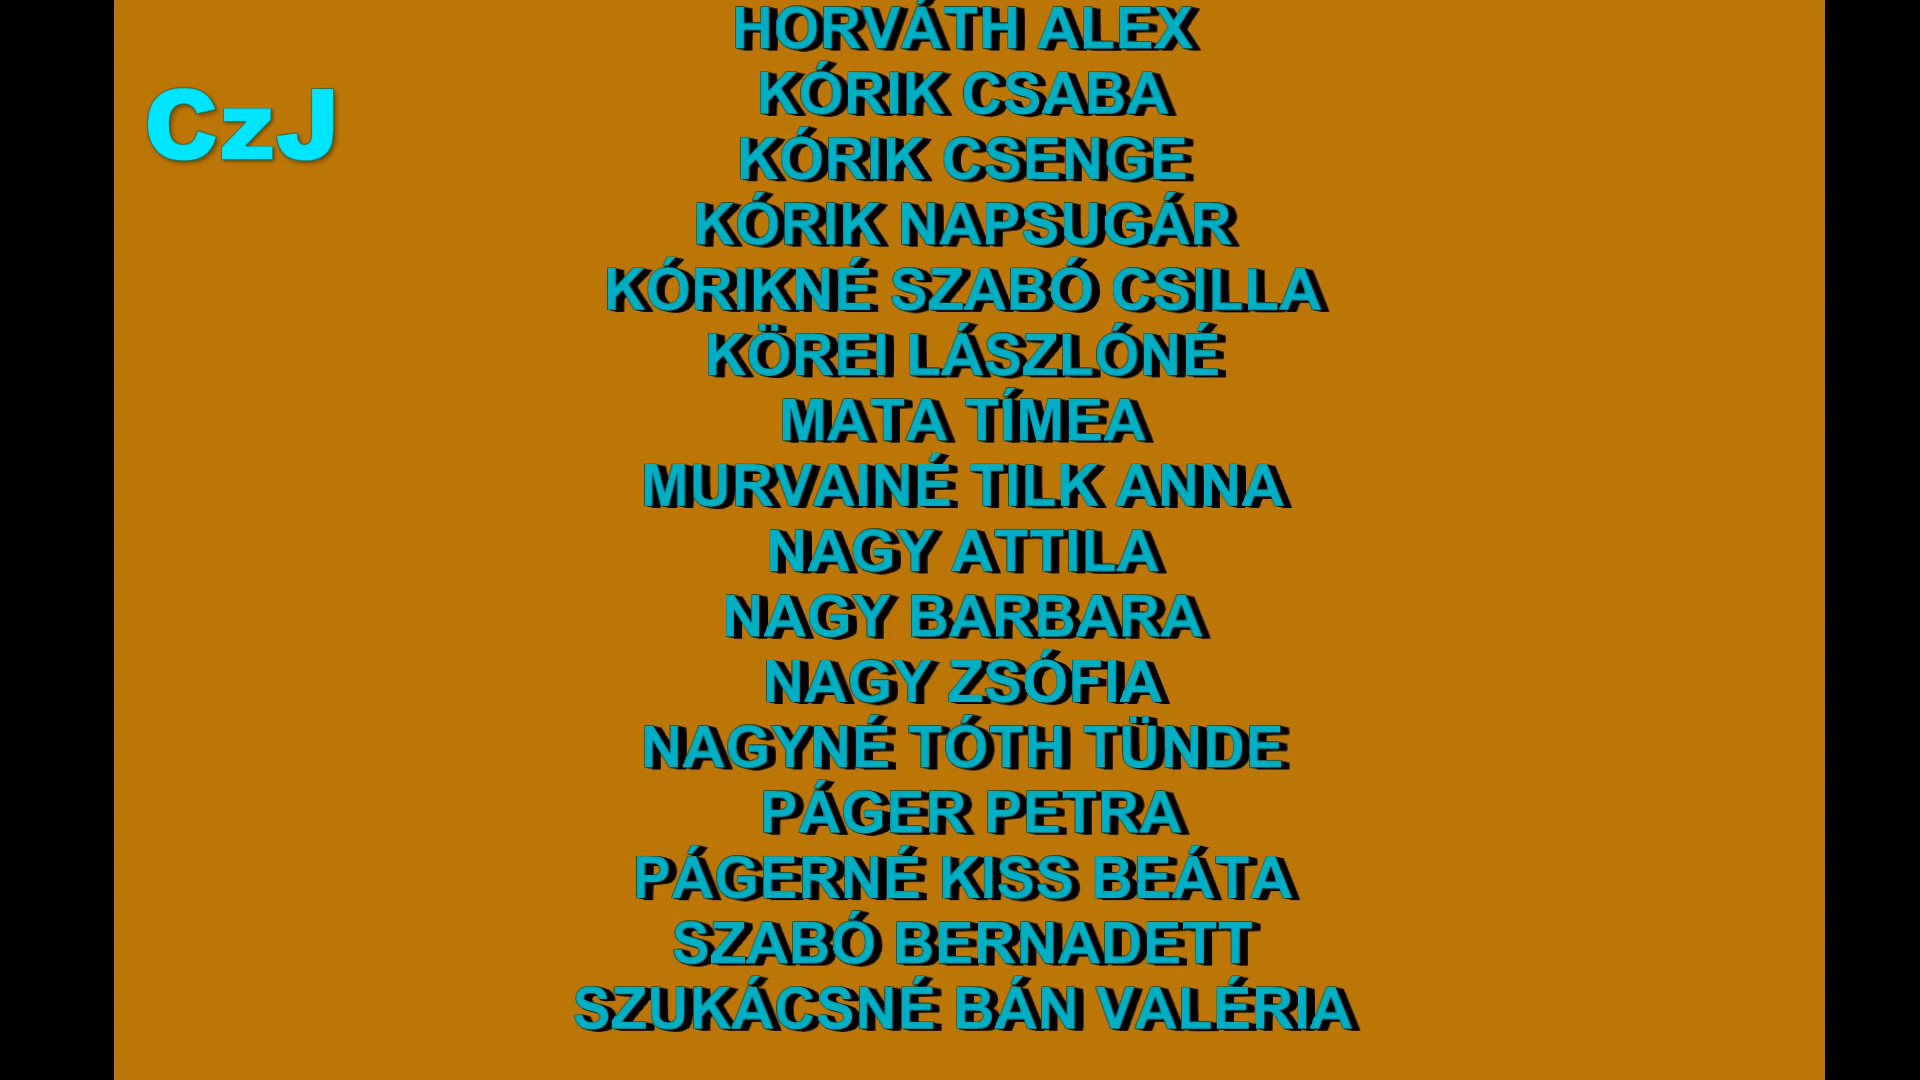 HORVÁTH ALEX
CzJ
KÓRIK CSABA
KÓRIK CSENGE
KÓRIK NAPSUGÁR
KÓRIKNÉ SZABÓ CSILLA
KÖREI LÁSZLÓNÉ
MATA TÍMEA
MURVAINÉ TILK ANNA
NAGY ATTILA
NAGY BARBARA
NAGY ZSÓFIA
NAGYNÉ TÓTH TÜNDE
PÁGER PETRA
PÁGERNÉ KISS BEÁTA
SZABÓ BERNADETT
SZUKÁCSNÉ BÁN VALÉRIA